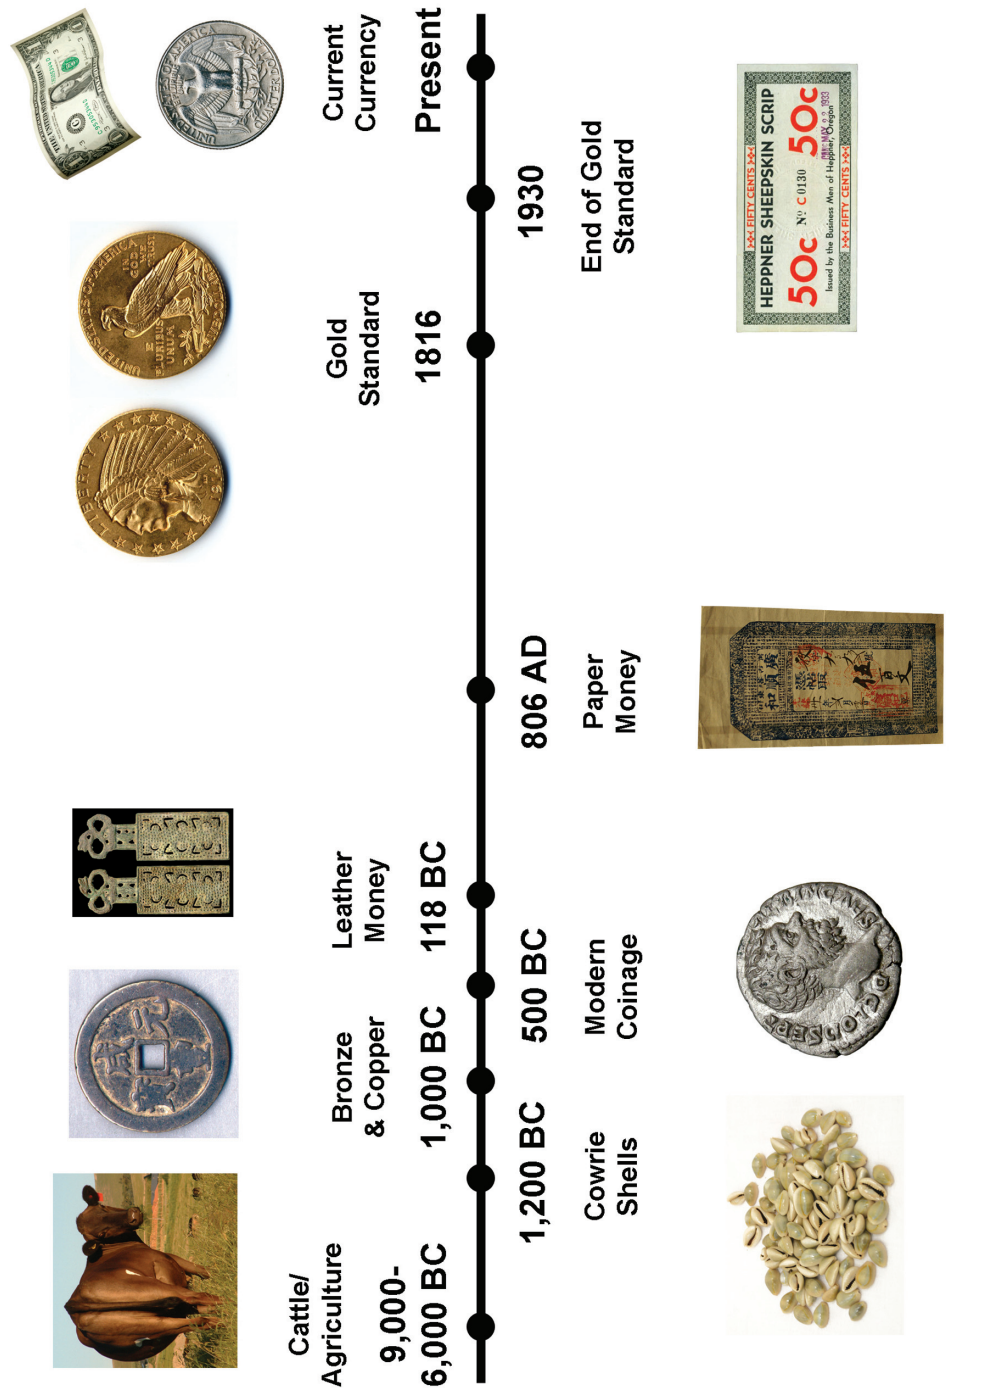 Cattle/
Agriculture
9,000-
6,000 BC
1,200 BC
Cowrie
Shells
Bronze
& Copper
1,000 BC
500 BC
Modern
Coinage
Leather
Money
118 BC
806 AD
Paper
Money
Gold
Standard
1816
1930
End of Gold
Standard
Current
Currency
Present
LIBERTY
UNITED STATES OF AMERICA
E
PLURIBUS
UNUM
IN
GOD
WE
TRUST
FIFTY CENTS
HEPPNER SHEEPSKIN SCRIP
50c Nº C 0130 50c
Issued by the Business Men of Heppner, Oregon
FIFTY CENTS